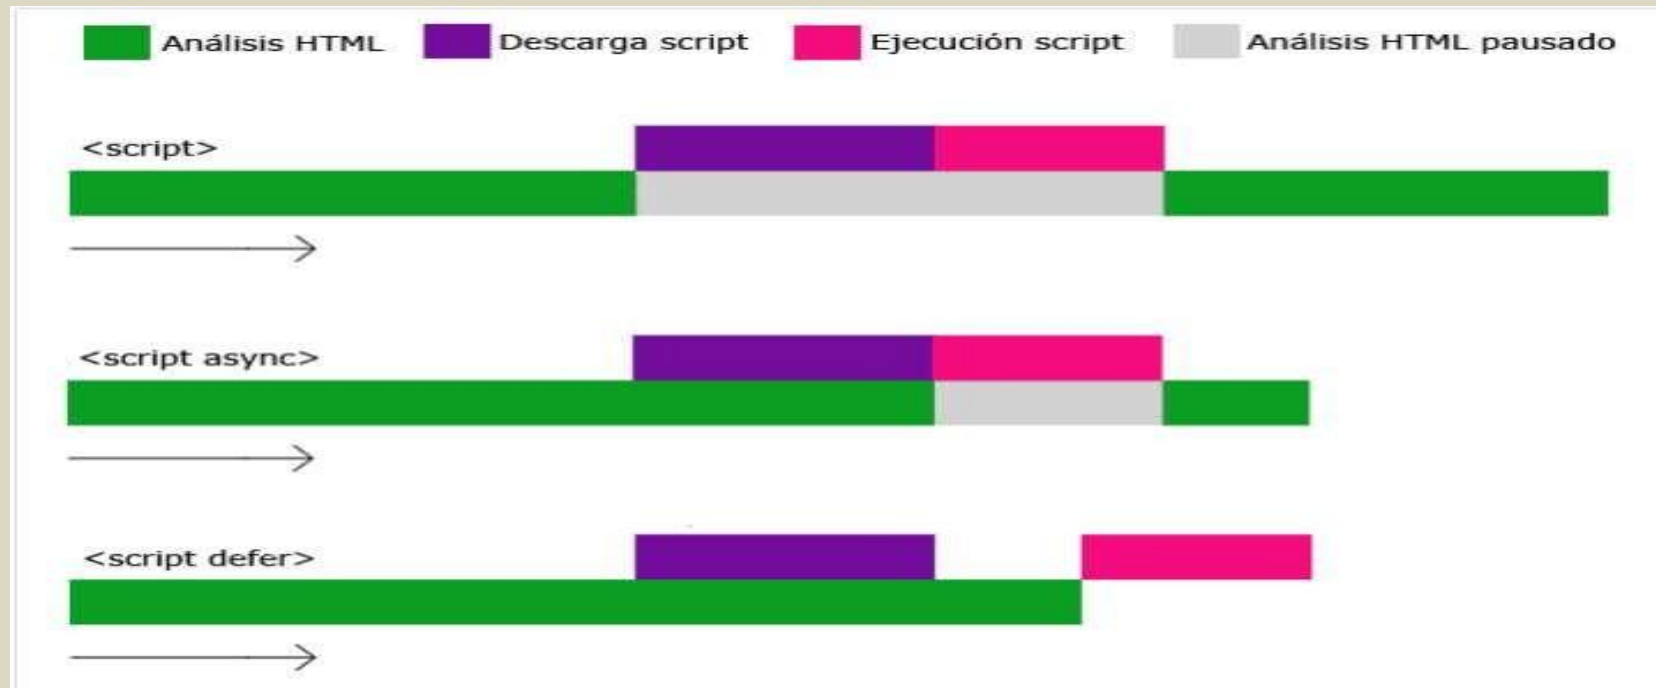 Análisis HTML Descarga script Ejecución script Análisis HTML pausado
<script>
<script async>
<script defer>